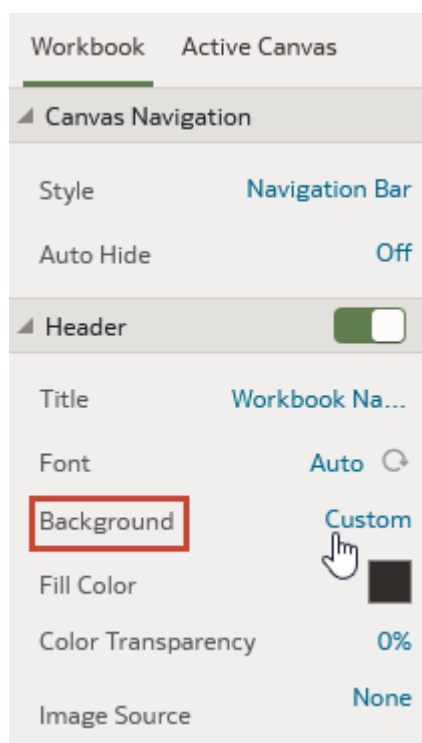 Workbook Active Canvas
Canvas Navigation
Style Navigation Bar
Auto Hide Off
Header
Title Workbook Na...
Font Auto
Background Custom
Fill Color
Color Transparency 0%
Image Source None